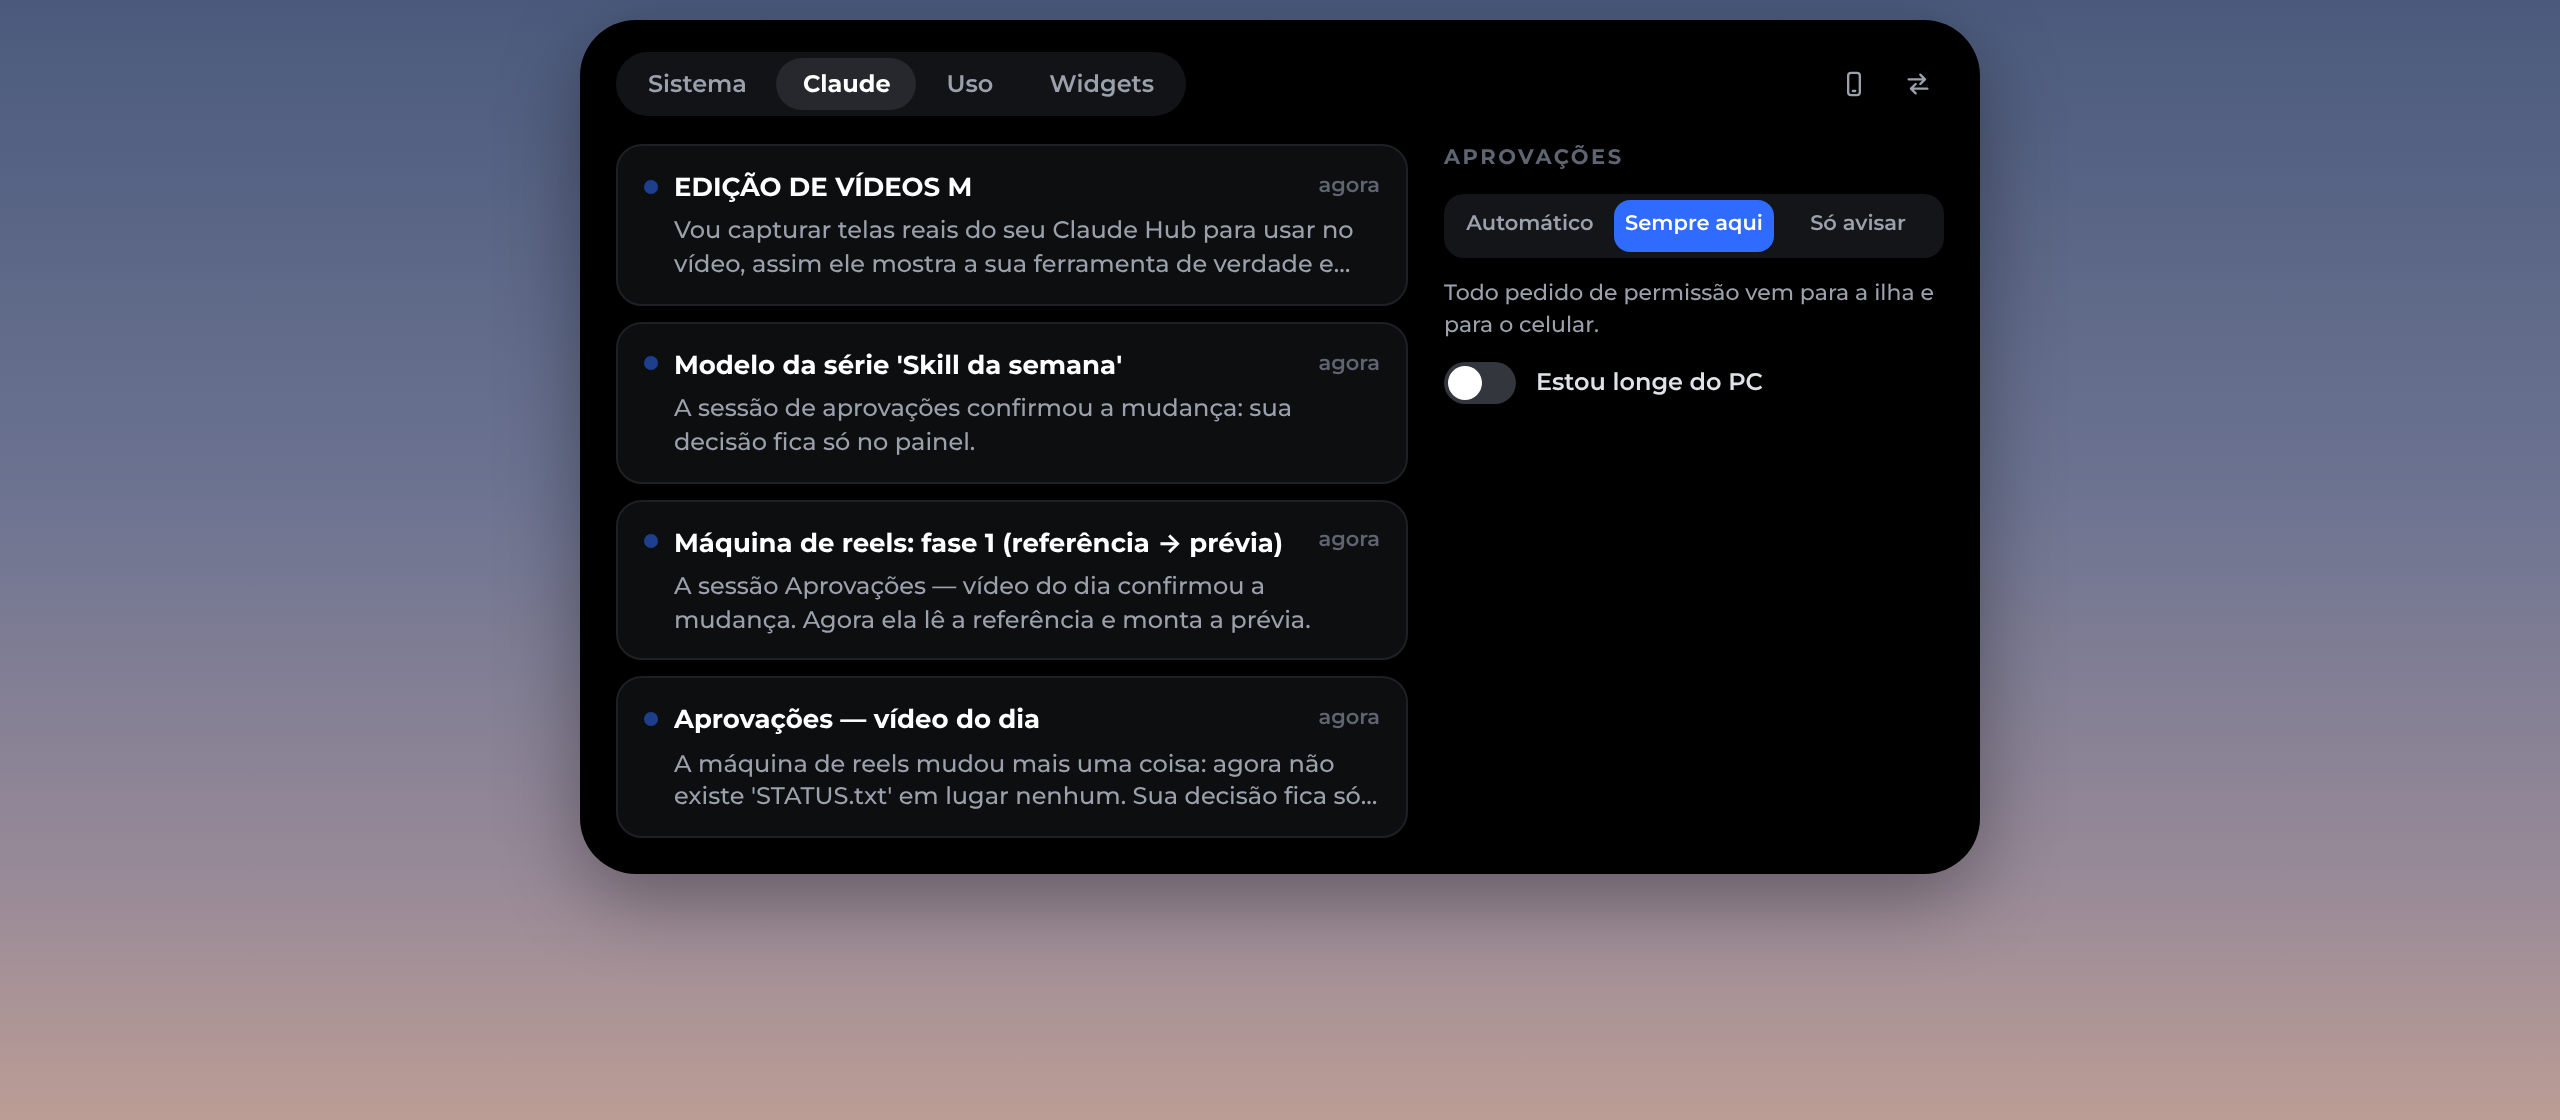 Sistema Claude Uso Widgets
EDIÇÃO DE VÍDEOS M agora
Vou capturar telas reais do seu Claude Hub para usar no
vídeo, assim ele mostra a sua ferramenta de verdade e...
Modelo da série 'Skill da semana' agora
A sessão de aprovações confirmou a mudança: sua
decisão fica só no painel.
Máquina de reels: fase 1 (referência → prévia) agora
A sessão Aprovações — vídeo do dia confirmou a
mudança. Agora ela lê a referência e monta a prévia.
Aprovações — vídeo do dia agora
A máquina de reels mudou mais uma coisa: agora não
existe 'STATUS.txt' em lugar nenhum. Sua decisão fica só...
APROVAÇÕES
Automático Sempre aqui Só avisar
Todo pedido de permissão vem para a ilha e
para o celular.
Estou longe do PC